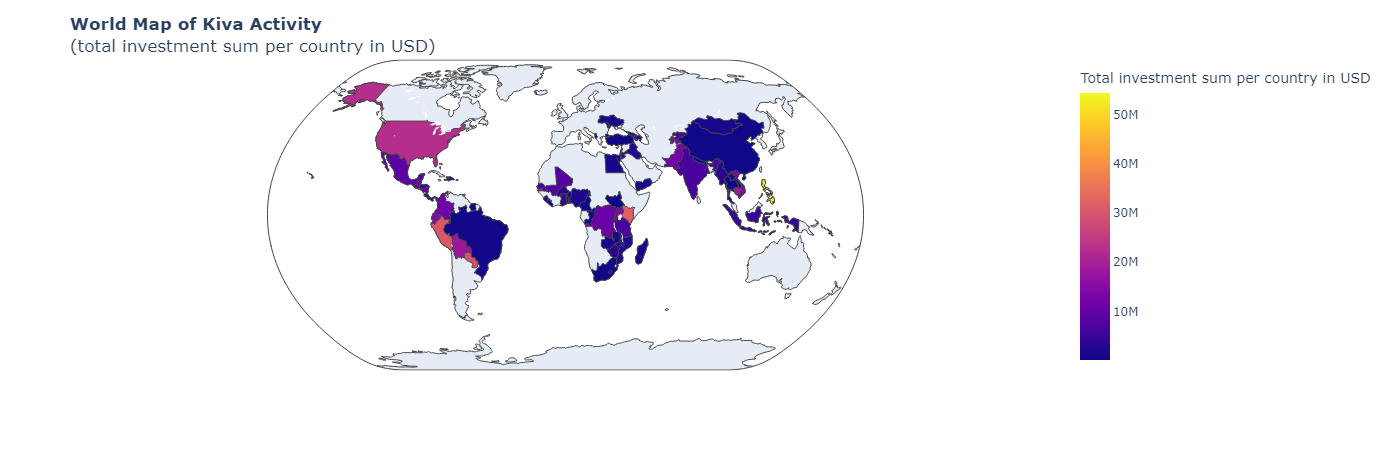 World Map of Kiva Activity
(total investment sum per country in USD)
Total investment sum per country in USD
50M
40M
30M
20M
10M